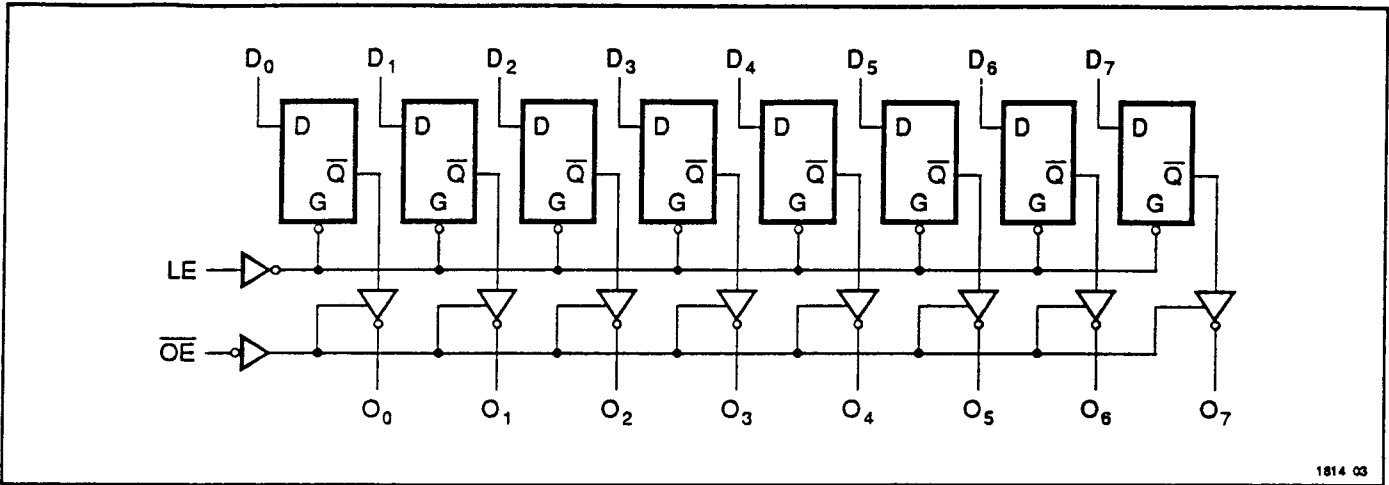 D₀ D₁ D₂ D₃ D₄ D₅ D₆ D₇
D D D D D D D D
Q̅ Q̅ Q̅ Q̅ Q̅ Q̅ Q̅ Q̅
G G G G G G G G
LE
O̅E̅
O₀ O₁ O₂ O₃ O₄ O₅ O₆ O₇
1814 03